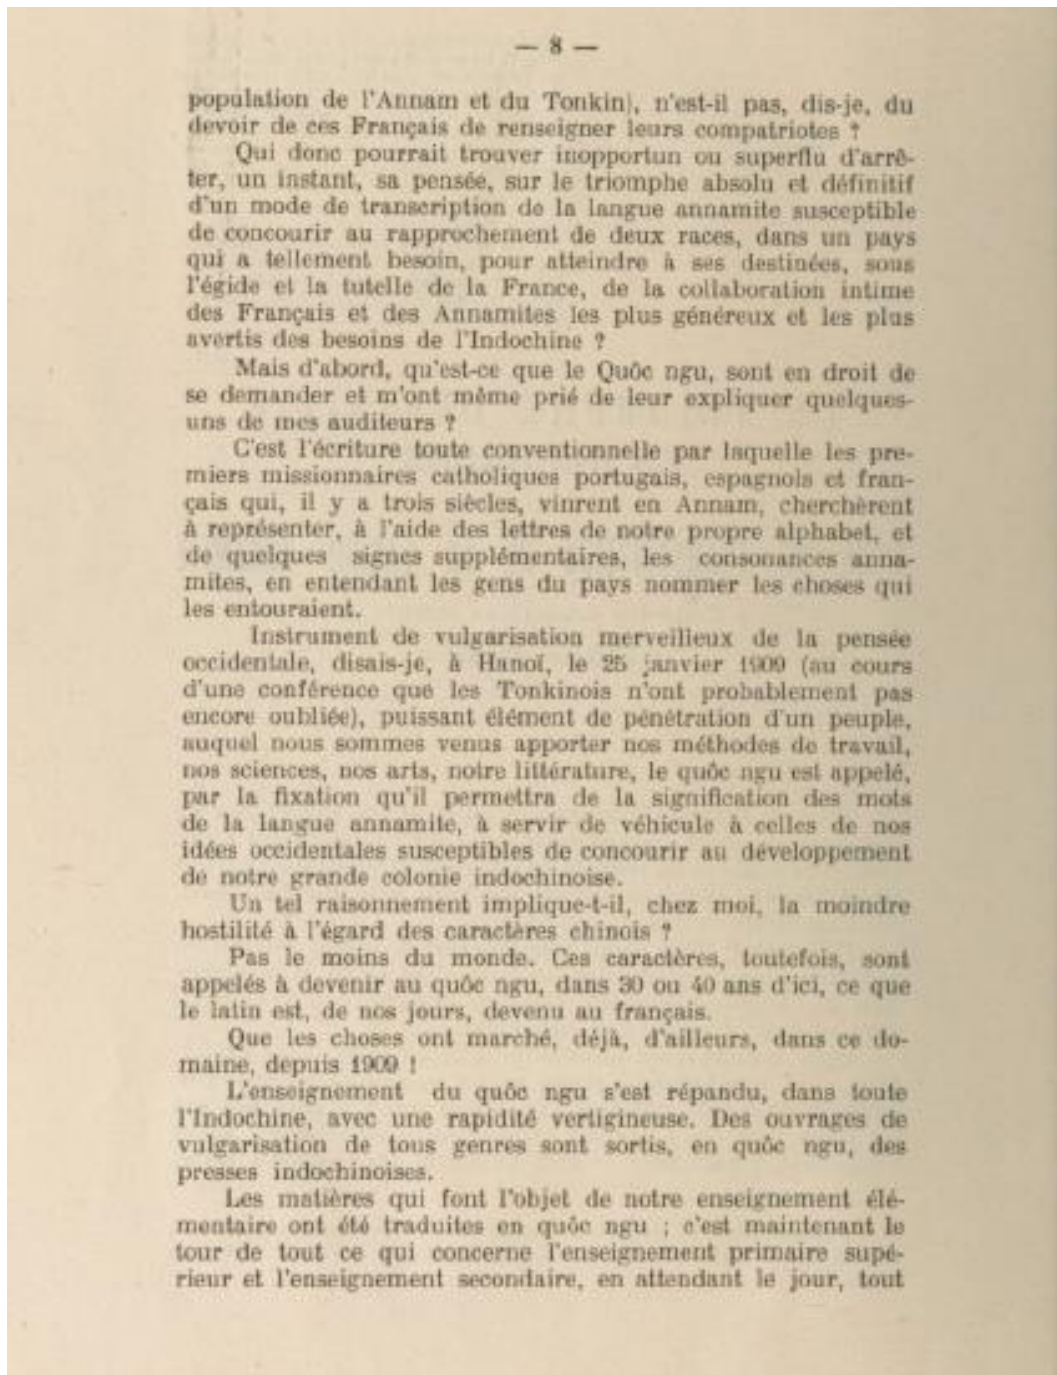 — 8 —
population de l'Annam et du Tonkin), n'est-il pas, dis-je, du
devoir de ces Français de renseigner leurs compatriotes ?
Qui donc pourrait trouver inopportun ou superflu d'arrê-
ter, un instant, sa pensée, sur le triomphe absolu et définitif
d'un mode de transcription de la langue annamite susceptible
de concourir au rapprochement de deux races, dans un pays
qui a tellement besoin, pour atteindre à ses destinées, sous
l'égide et la tutelle de la France, de la collaboration intime
des Français et des Annamites les plus généreux et les plus
avertis des besoins de l'Indochine ?
Mais d'abord, qu'est-ce que le Quôc ngu, sont en droit de
se demander et m'ont même prié de leur expliquer quelques-
uns de mes auditeurs ?
C'est l'écriture toute conventionnelle par laquelle les pre-
miers missionnaires catholiques portugais, espagnols et fran-
çais qui, il y a trois siècles, vinrent en Annam, cherchèrent
à représenter, à l'aide des lettres de notre propre alphabet, et
de quelques signes supplémentaires, les consonances anna-
mites, en entendant les gens du pays nommer les choses qui
les entouraient.
Instrument de vulgarisation merveilleux de la pensée
occidentale, disais-je, à Hanoï, le 25 janvier 1909 (au cours
d'une conférence que les Tonkinois n'ont probablement pas
encore oubliée), puissant élément de pénétration d'un peuple,
auquel nous sommes venus apporter nos méthodes de travail,
nos sciences, nos arts, notre littérature, le quôc ngu est appelé,
par la fixation qu'il permettra de la signification des mots
de la langue annamite, à servir de véhicule à celles de nos
idées occidentales susceptibles de concourir au développement
de notre grande colonie indochinoise.
Un tel raisonnement implique-t-il, chez moi, la moindre
hostilité à l'égard des caractères chinois ?
Pas le moins du monde. Ces caractères, toutefois, sont
appelés à devenir au quôc ngu, dans 30 ou 40 ans d'ici, ce que
le latin est, de nos jours, devenu au français.
Que les choses ont marché, déjà, d'ailleurs, dans ce do-
maine, depuis 1909 !
L'enseignement du quôc ngu s'est répandu, dans toute
l'Indochine, avec une rapidité vertigineuse. Des ouvrages de
vulgarisation de tous genres sont sortis, en quôc ngu, des
presses indochinoises.
Les matières qui font l'objet de notre enseignement élé-
mentaire ont été traduites en quôc ngu ; c'est maintenant le
tour de tout ce qui concerne l'enseignement primaire supé-
rieur et l'enseignement secondaire, en attendant le jour, tout